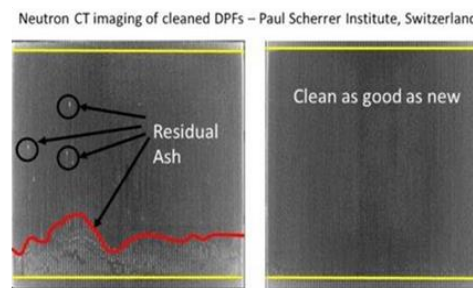 Neutron CT imaging of cleaned DPFs – Paul Scherrer Institute, Switzerland
Residual
Ash
Clean as good as new